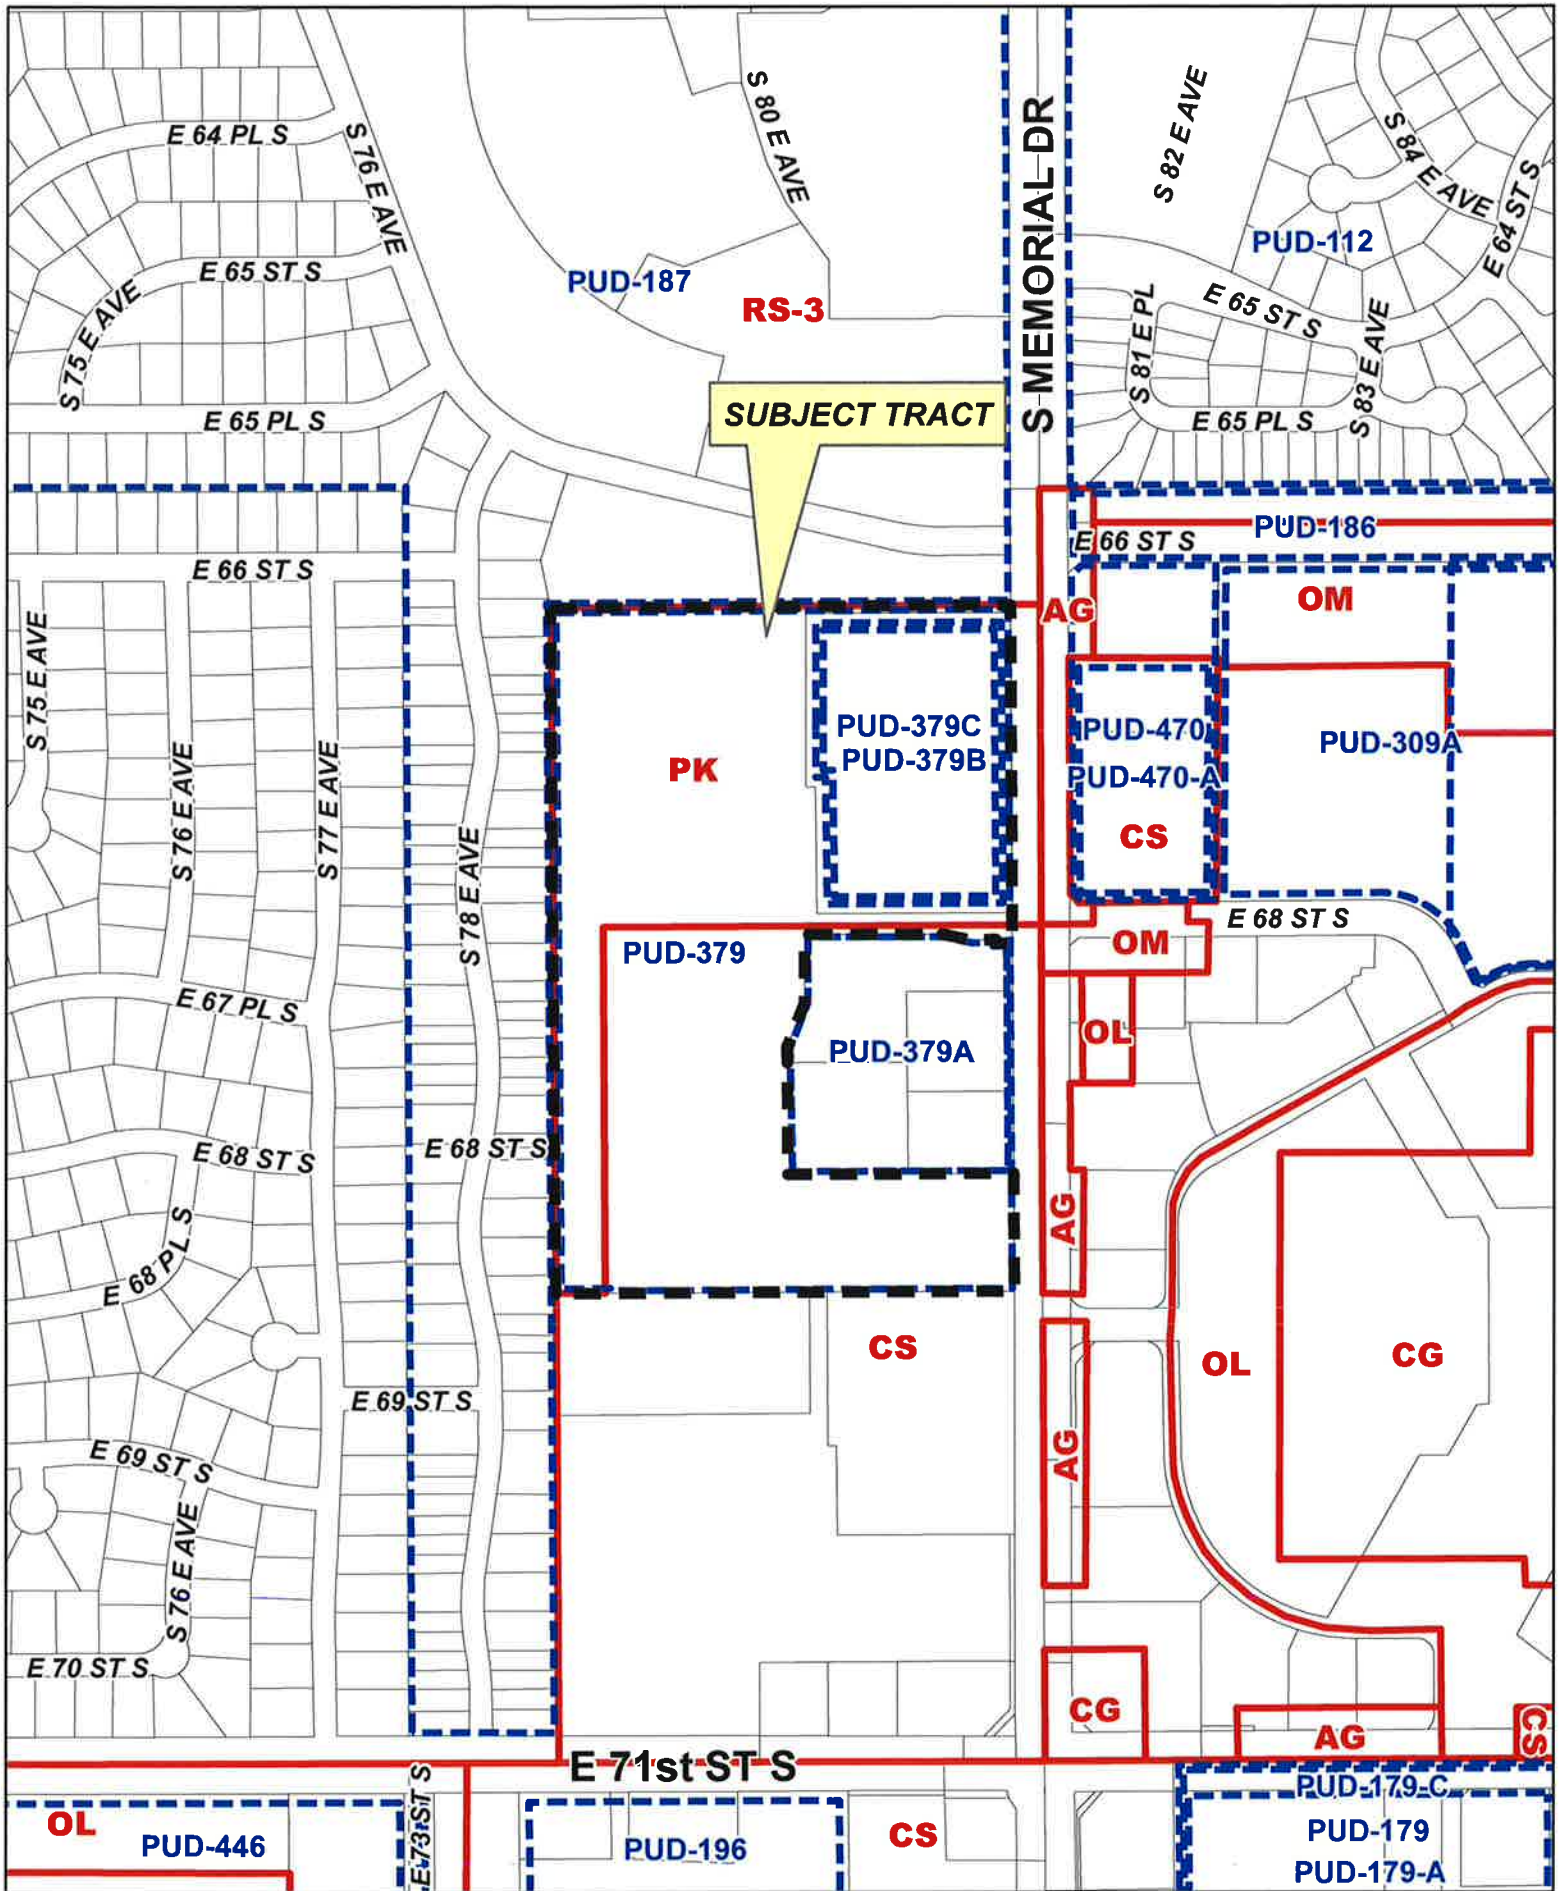 E 64 PL S
S 76 E AVE
S 80 E AVE
S MEMORIAL DR
S 82 E AVE
S 84 E AVE
E 64 ST S
PUD-112
E 65 ST S
S 75 E AVE
PUD-187
RS-3
E 65 ST S
S 81 E PL
S 83 E AVE
E 65 PL S
E 65 PL S
SUBJECT TRACT
PUD-186
E 66 ST S
E 66 ST S
AG
OM
S 75 E AVE
S 76 E AVE
S 77 E AVE
S 78 E AVE
PK
PUD-379C
PUD-379B
PUD-470
PUD-470-A
CS
PUD-309A
E 68 ST S
OM
PUD-379
E 67 PL S
OL
PUD-379A
E 68 ST S
E 68 ST S
AG
S
E 68 PL S
CS
OL
CG
E 69 ST S
AG
E 69 ST S
S 76 E AVE
E 70 ST S
CG
AG
CS
E 71st ST S
E 73 ST S
OL
PUD-446
PUD-196
CS
PUD-179-C
PUD-179
PUD-179-A